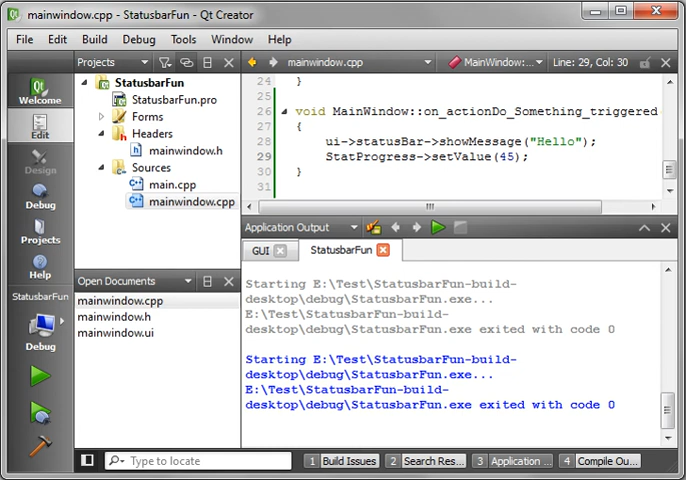 mainwindow.cpp - StatusbarFun - Qt Creator
File Edit Build Debug Tools Window Help
Projects
mainwindow.cpp
MainWindow:...
Line: 29, Col: 30
Welcome
Edit
Design
Debug
Projects
Help
StatusbarFun
Debug
StatusbarFun
StatusbarFun.pro
Forms
Headers
mainwindow.h
Sources
main.cpp
mainwindow.cpp
Open Documents
mainwindow.cpp
mainwindow.h
mainwindow.ui
24 }
25
26 void MainWindow::on_actionDo_Something_triggered
27 {
28 ui->statusBar->showMessage("Hello");
29 StatProgress->setValue(45);
30 }
31
Application Output
GUI
StatusbarFun
Starting E:\Test\StatusbarFun-build-
desktop\debug\StatusbarFun.exe...
E:\Test\StatusbarFun-build-
desktop\debug\StatusbarFun.exe exited with code 0
Starting E:\Test\StatusbarFun-build-
desktop\debug\StatusbarFun.exe...
E:\Test\StatusbarFun-build-
desktop\debug\StatusbarFun.exe exited with code 0
Type to locate
1 Build Issues
2 Search Res...
3 Application ...
4 Compile Ou...